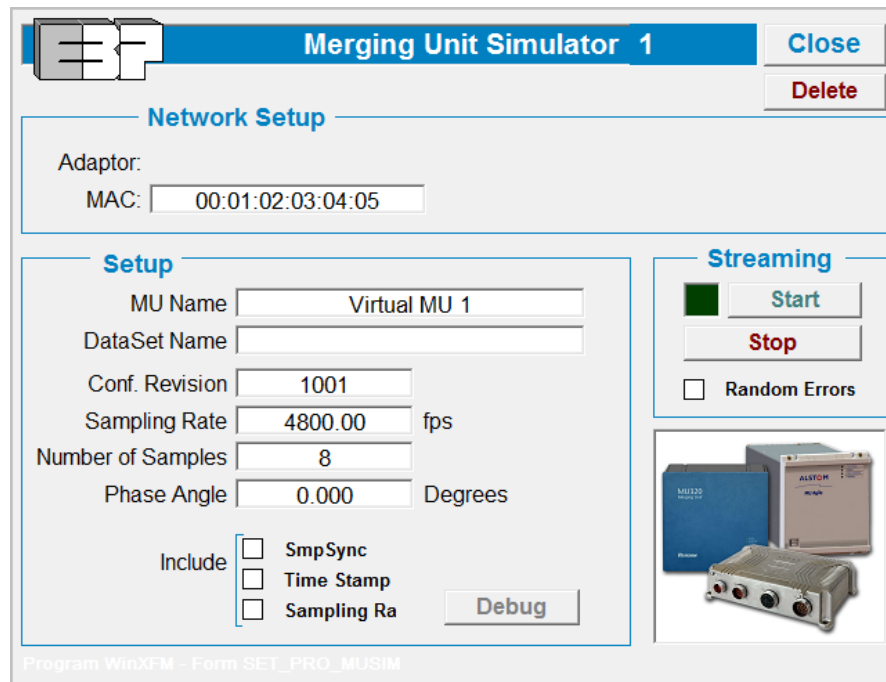 EBP
Merging Unit Simulator 1
Close
Delete
Network Setup
Adaptor:
MAC: 00:01:02:03:04:05
Setup
MU Name Virtual MU 1
DataSet Name
Conf. Revision 1001
Sampling Rate 4800.00 fps
Number of Samples 8
Phase Angle 0.000 Degrees
Include
SmpSync
Time Stamp
Sampling Ra
Debug
Streaming
Start
Stop
Random Errors
MU320
Merging Unit
ALSTOM
Program WinXFM - Form SET_PRO_MUSIM